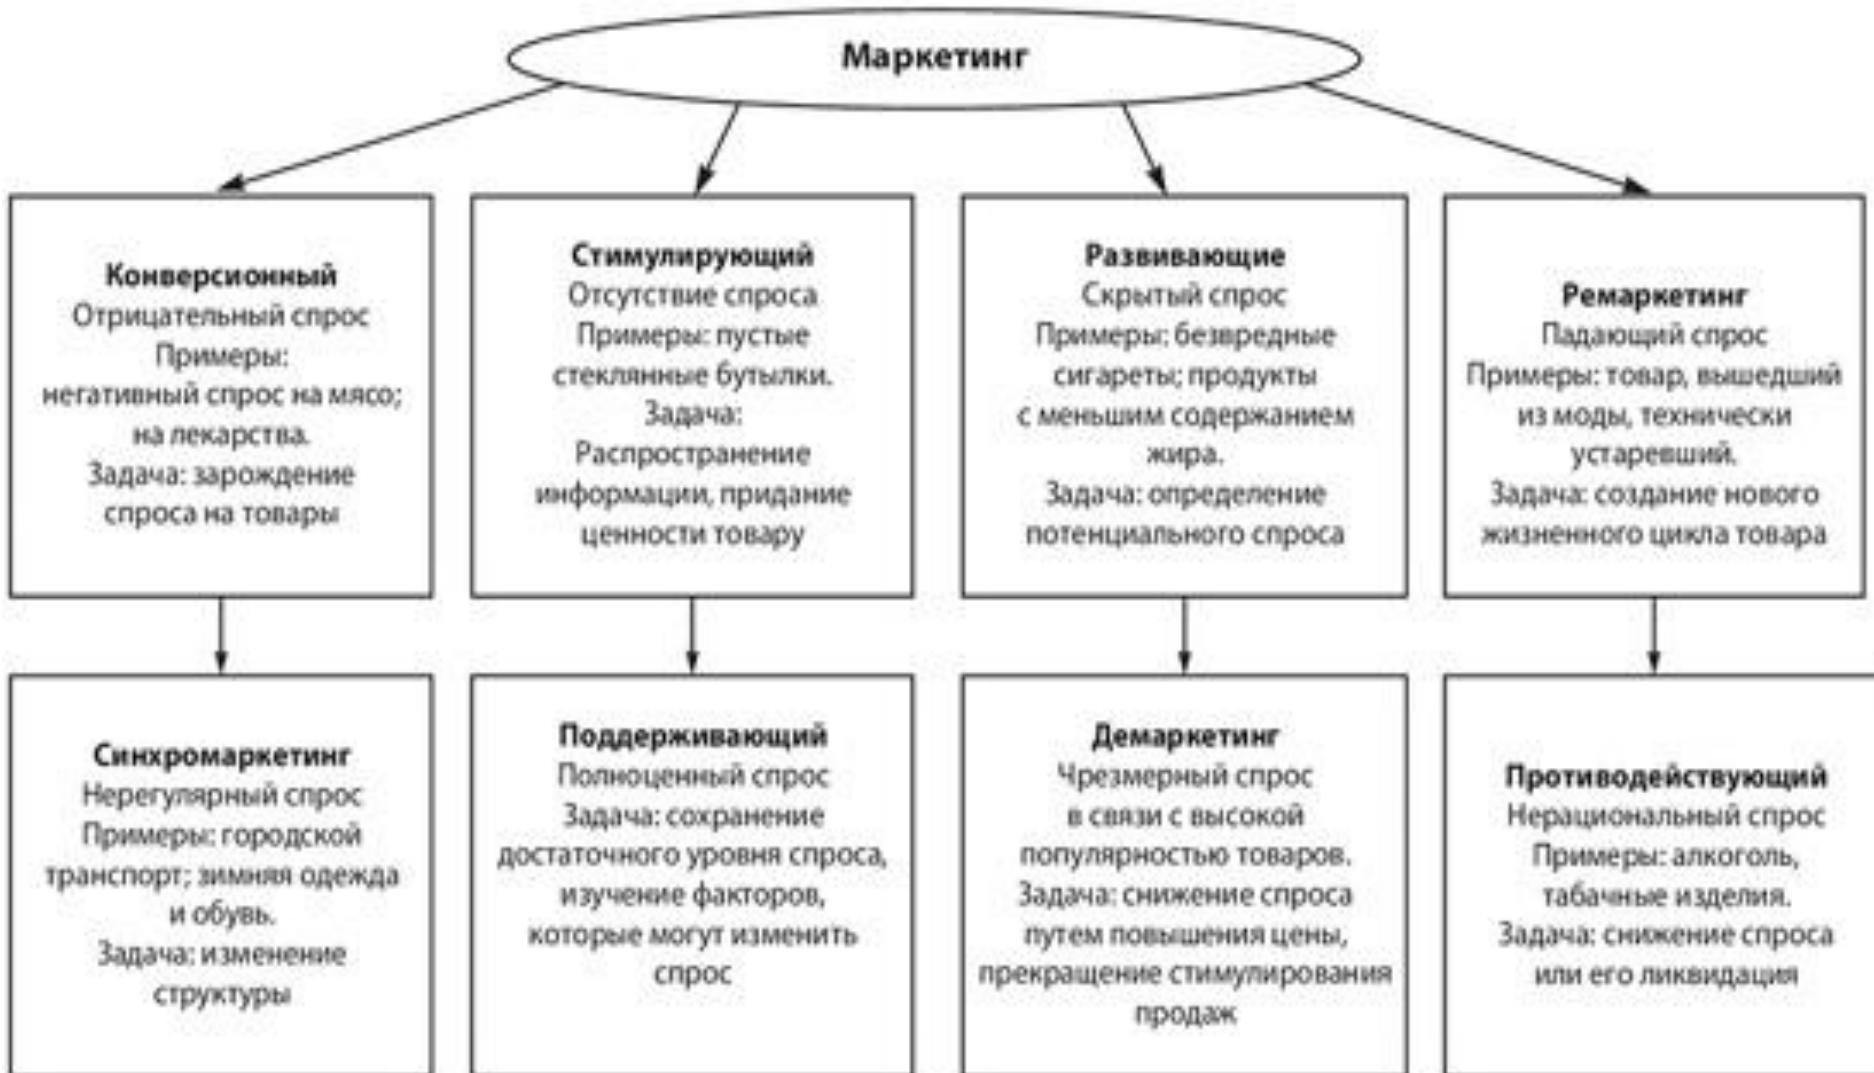 Маркетинг
Конверсионный
Отрицательный спрос
Примеры:
негативный спрос на мясо;
на лекарства.
Задача: зарождение
спроса на товары
Стимулирующий
Отсутствие спроса
Примеры: пустые
стеклянные бутылки.
Задача:
Распространение
информации, придание
ценности товару
Развивающие
Скрытый спрос
Примеры: безвредные
сигареты; продукты
с меньшим содержанием
жира.
Задача: определение
потенциального спроса
Ремаркетинг
Падающий спрос
Примеры: товар, вышедший
из моды, технически
устаревший.
Задача: создание нового
жизненного цикла товара
Синхромаркетинг
Нерегулярный спрос
Примеры: городской
транспорт; зимняя одежда
и обувь.
Задача: изменение
структуры
Поддерживающий
Полноценный спрос
Задача: сохранение
достаточного уровня спроса,
изучение факторов,
которые могут изменить
спрос
Демаркетинг
Чрезмерный спрос
в связи с высокой
популярностью товаров.
Задача: снижение спроса
путем повышения цены,
прекращение стимулирования
продаж
Противодействующий
Нерациональный спрос
Примеры: алкоголь,
табачные изделия.
Задача: снижение спроса
или его ликвидация